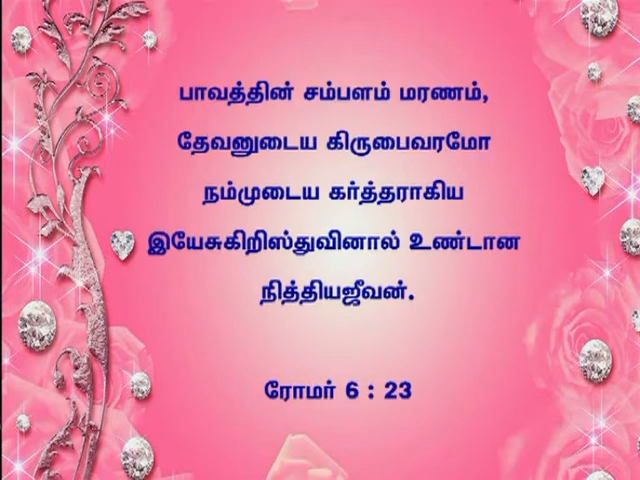 பாவத்தின் சம்பளம் மரணம்,
தேவனுடைய கிருபைவரமோ
நம்முடைய கர்த்தராகிய
இயேசுகிறிஸ்துவினால் உண்டான
நித்தியஜீவன்.
ரோமர் 6 : 23